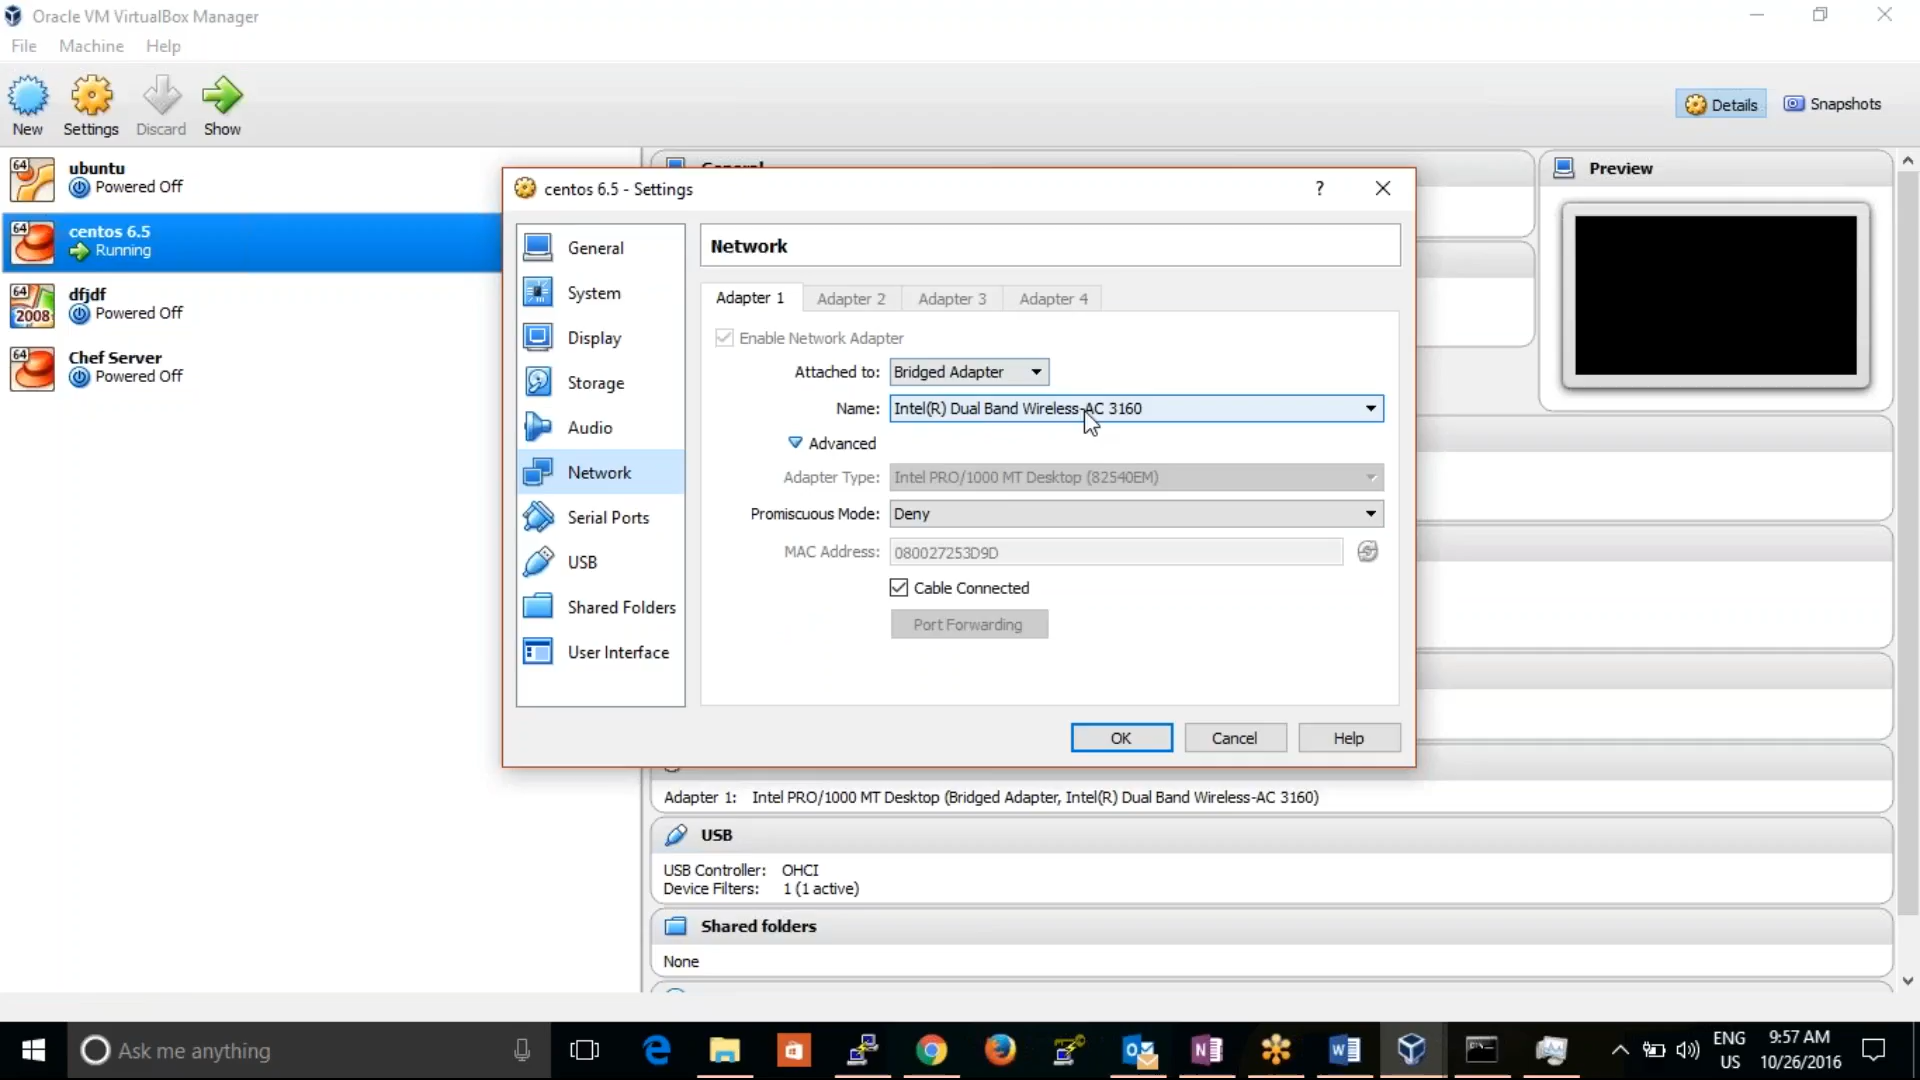 Oracle VM VirtualBox Manager
File Machine Help
New Settings Discard Show
Details Snapshots
64 ubuntu
Powered Off
64 centos 6.5
Running
64 2008 dfjdf
Powered Off
64 Chef Server
Powered Off
General
Preview
centos 6.5 - Settings ?
General
System
Display
Storage
Audio
Network
Serial Ports
USB
Shared Folders
User Interface
Network
Adapter 1 Adapter 2 Adapter 3 Adapter 4
Enable Network Adapter
Attached to: Bridged Adapter
Name: Intel(R) Dual Band Wireless-AC 3160
Advanced
Adapter Type: Intel PRO/1000 MT Desktop (82540EM)
Promiscuous Mode: Deny
MAC Address: 080027253D9D
Cable Connected
Port Forwarding
OK Cancel Help
Adapter 1: Intel PRO/1000 MT Desktop (Bridged Adapter, Intel(R) Dual Band Wireless-AC 3160)
USB
USB Controller: OHCI
Device Filters: 1 (1 active)
Shared folders
None
Ask me anything
ENG
US
9:57 AM
10/26/2016